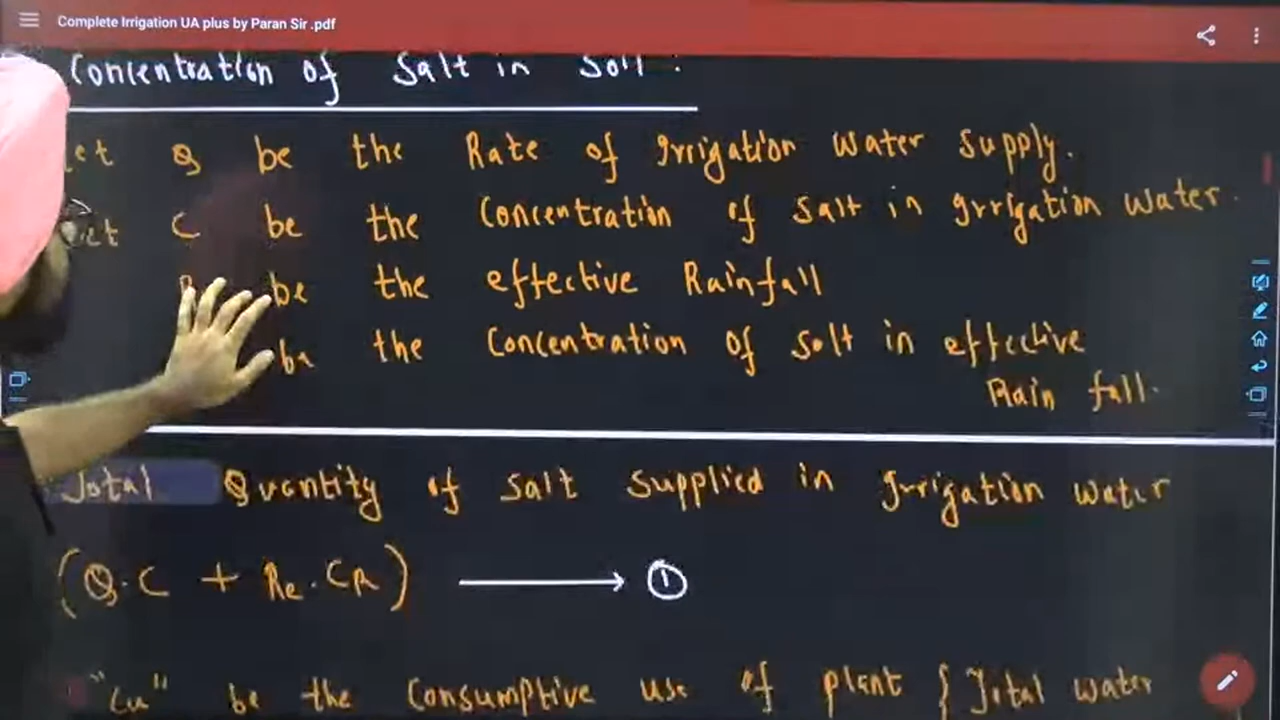 Complete Irrigation UA plus by Paran Sir .pdf
Concentration of Salt in Soil :
et Q be the Rate of Irrigation Water Supply.
et C be the Concentration of Salt in Irrigation Water.
be the effective Rainfall
be the Concentration of Salt in effective
Rain fall.
Total Quantity of Salt Supplied in Irrigation Water
(Q.C + Re.CR) → ①
"Cu" be the Consumptive use of plant { Total water